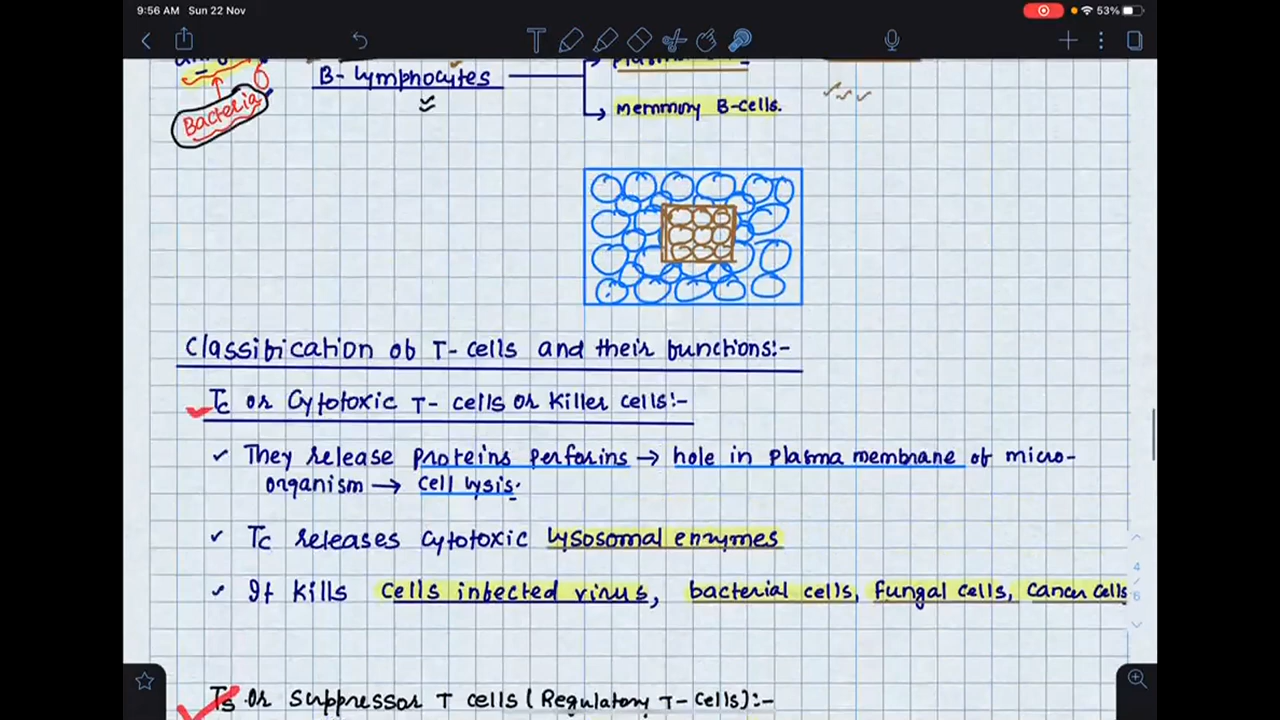 9:56 AM Sun 22 Nov
53%
B-Lymphocytes
memmory B-cells.
Bacteria
Classification of T-cells and their functions:-
Tc or Cytotoxic T-cells or Killer cells:-
They release proteins perforins → hole in plasma membrane of micro-
organism → cell lysis.
Tc releases cytotoxic lysosomal enzymes
It kills cells infected virus, bacterial cells, fungal cells, cancer cells
4
/
6
Ts or Suppressor T cells (Regulatory T-Cells):-